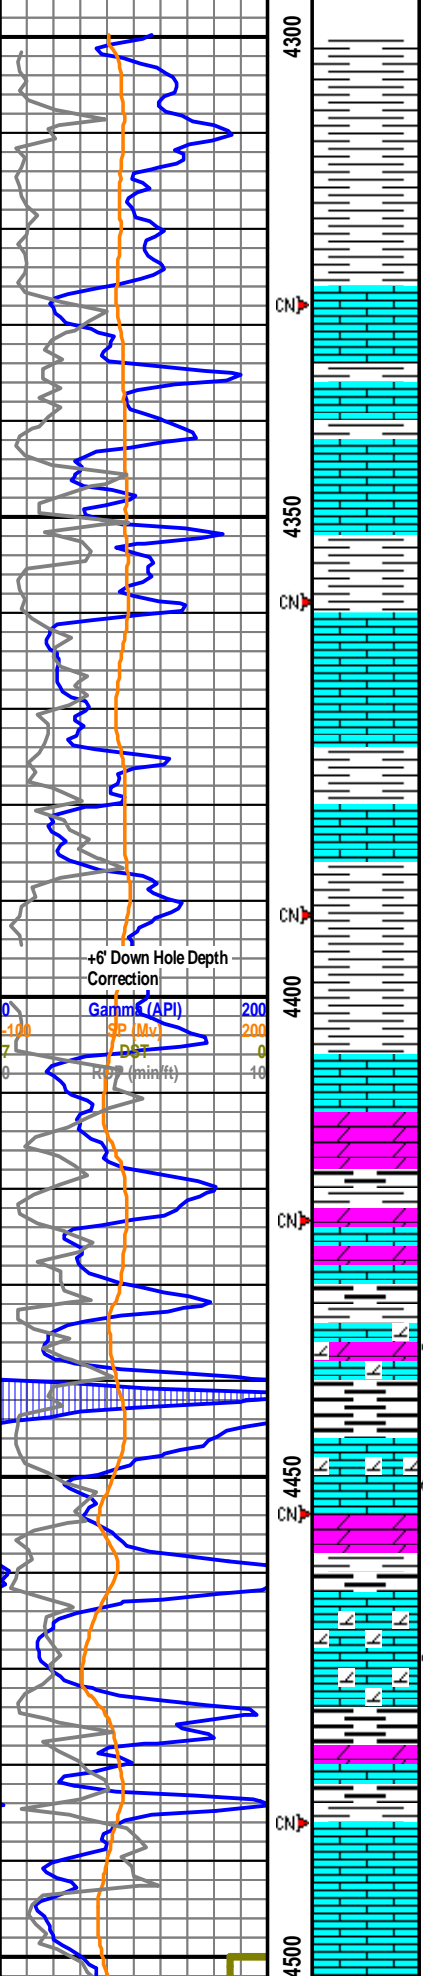 4300
CN
4350
CN
CN
+6' Down Hole Depth
Correction
4400
0 Gamma (API) 200
-100 SP (Mv) 200
7 DST 0
0 ROP (min/ft) 10
CN
4450
CN
CN
4500